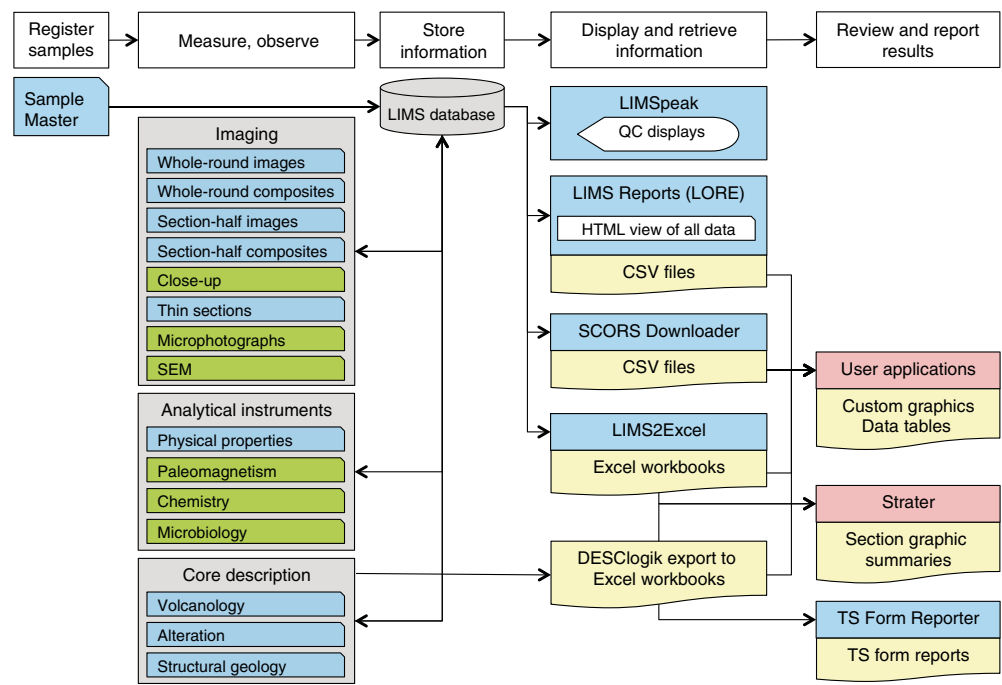 Register
samples
Measure, observe
Store
information
Display and retrieve
information
Review and report
results
Sample
Master
LIMS database
Imaging
Whole-round images
Whole-round composites
Section-half images
Section-half composites
Close-up
Thin sections
Microphotographs
SEM
Analytical instruments
Physical properties
Paleomagnetism
Chemistry
Microbiology
Core description
Volcanology
Alteration
Structural geology
LIMSpeak
QC displays
LIMS Reports (LORE)
HTML view of all data
CSV files
SCORS Downloader
CSV files
LIMS2Excel
Excel workbooks
DESClogik export to
Excel workbooks
User applications
Custom graphics
Data tables
Strater
Section graphic
summaries
TS Form Reporter
TS form reports